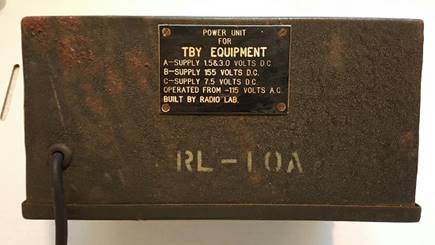 POWER UNIT
FOR
TBY EQUIPMENT
A-SUPPLY 1.5&3.0 VOLTS D.C
B-SUPPLY 155 VOLTS D.C.
C-SUPPLY 7.5 VOLTS D.C.
OPERATED FROM -115 VOLTS A.C.
BUILT BY RADIO LAB.
RL-10A